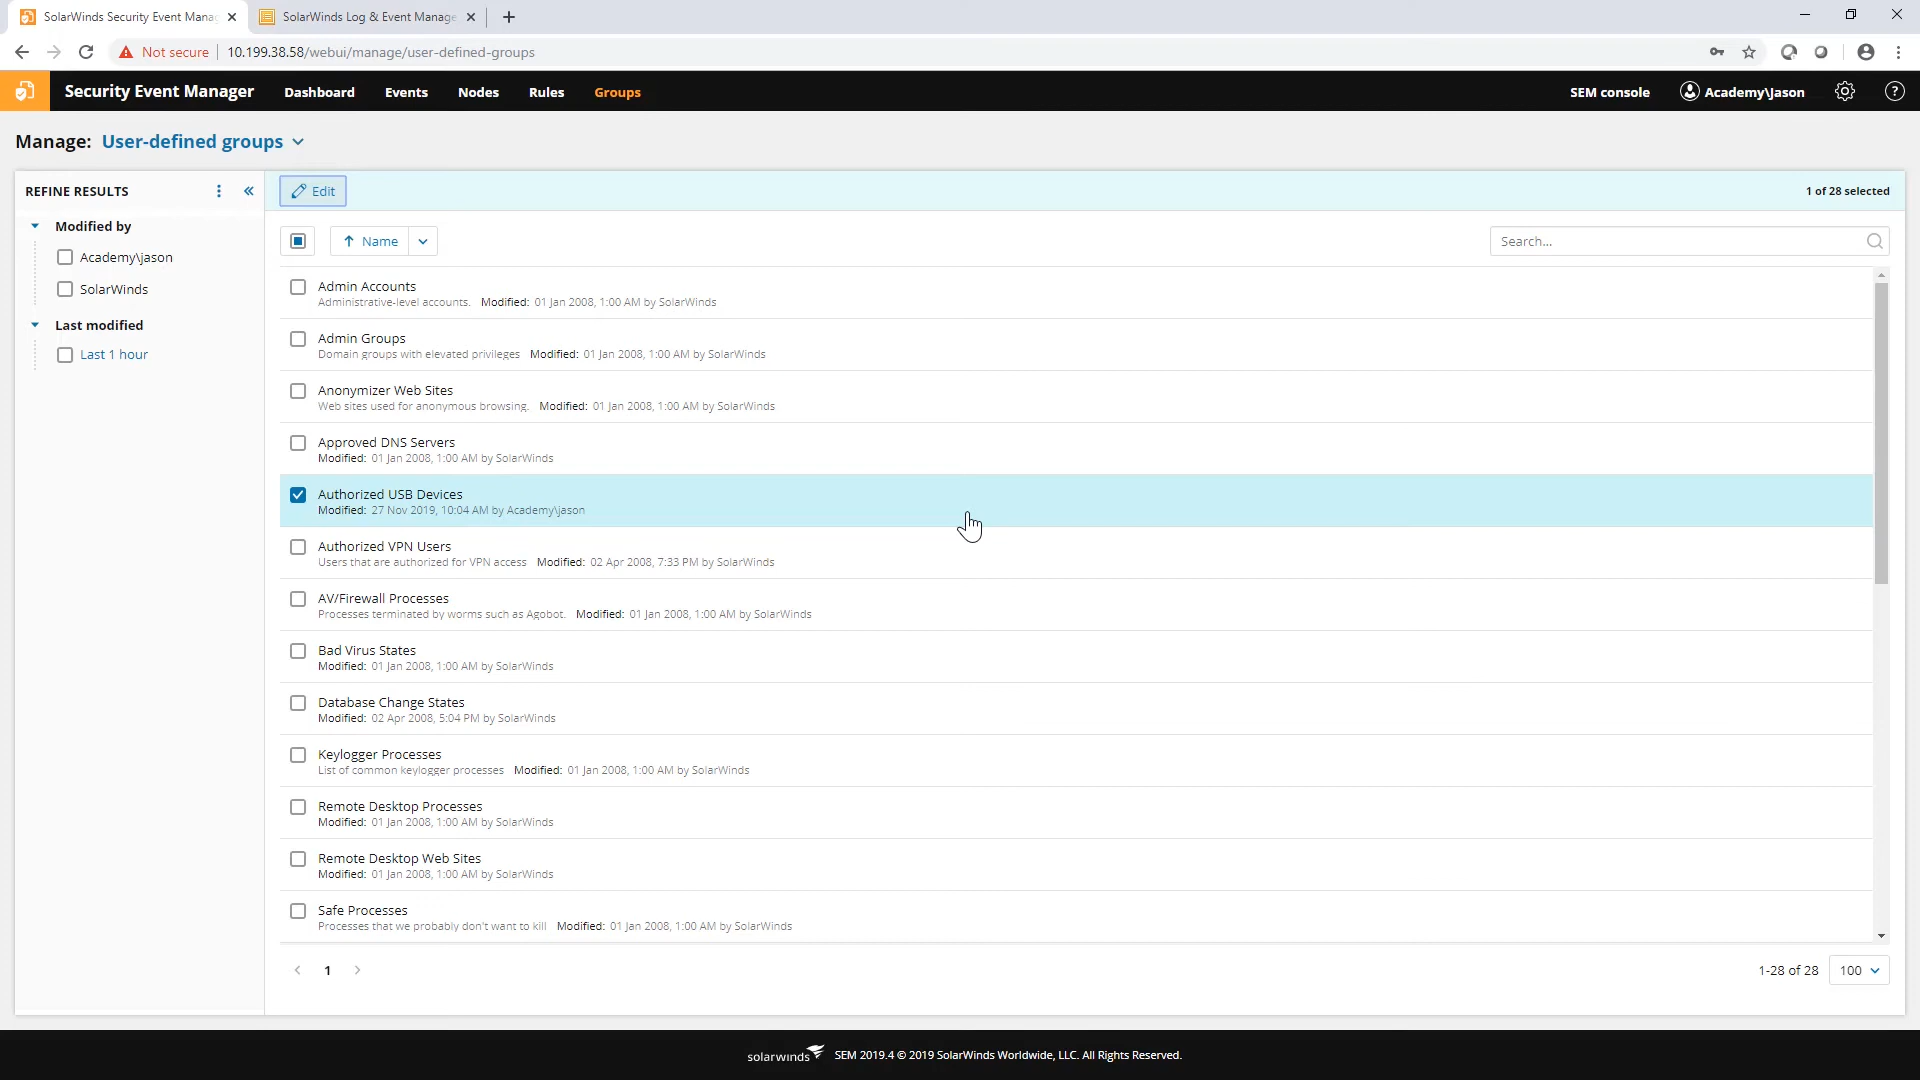 SolarWinds Security Event Mana
SolarWinds Log & Event Manage
Not secure
10.199.38.58/webui/manage/user-defined-groups
Security Event Manager
Dashboard
Events
Nodes
Rules
Groups
SEM console
Academy\Jason
?
Manage: User-defined groups
REFINE RESULTS
Modified by
Academy\jason
SolarWinds
Last modified
Last 1 hour
Edit
1 of 28 selected
Name
Search...
Admin Accounts
Administrative-level accounts. Modified: 01 Jan 2008, 1:00 AM by SolarWinds
Admin Groups
Domain groups with elevated privileges Modified: 01 Jan 2008, 1:00 AM by SolarWinds
Anonymizer Web Sites
Web sites used for anonymous browsing. Modified: 01 Jan 2008, 1:00 AM by SolarWinds
Approved DNS Servers
Modified: 01 Jan 2008, 1:00 AM by SolarWinds
Authorized USB Devices
Modified: 27 Nov 2019, 10:04 AM by Academy\jason
Authorized VPN Users
Users that are authorized for VPN access Modified: 02 Apr 2008, 7:33 PM by SolarWinds
AV/Firewall Processes
Processes terminated by worms such as Agobot. Modified: 01 Jan 2008, 1:00 AM by SolarWinds
Bad Virus States
Modified: 01 Jan 2008, 1:00 AM by SolarWinds
Database Change States
Modified: 02 Apr 2008, 5:04 PM by SolarWinds
Keylogger Processes
List of common keylogger processes Modified: 01 Jan 2008, 1:00 AM by SolarWinds
Remote Desktop Processes
Modified: 01 Jan 2008, 1:00 AM by SolarWinds
Remote Desktop Web Sites
Modified: 01 Jan 2008, 1:00 AM by SolarWinds
Safe Processes
Processes that we probably don't want to kill Modified: 01 Jan 2008, 1:00 AM by SolarWinds
1
1-28 of 28
100
solarwinds SEM 2019.4 © 2019 SolarWinds Worldwide, LLC. All Rights Reserved.